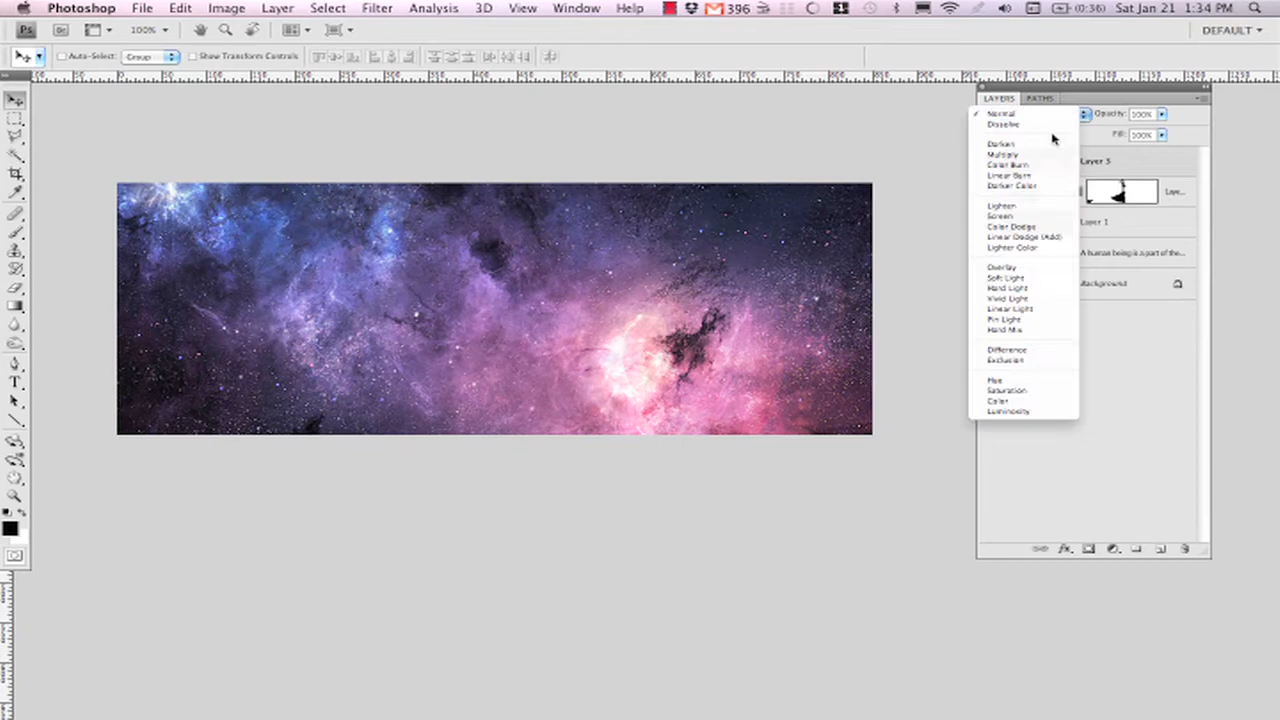 Photoshop File Edit Image Layer Select Filter Analysis 3D View Window Help 396 1 (0:36) Sat Jan 21 1:34 PM
Ps Br 100% DEFAULT
Auto-Select: Group Show Transform Controls
LAYERS PATHS
Normal
Opacity: 100%
Dissolve
Fill: 100%
Darken
Multiply
Color Burn
Linear Burn
Darker Color
Lighten
Screen
Color Dodge
Linear Dodge (Add)
Lighter Color
Overlay
Soft Light
Hard Light
Vivid Light
Linear Light
Pin Light
Hard Mix
Difference
Exclusion
Hue
Saturation
Color
Luminosity
Layer 3
Laye...
Layer 1
A human being is a part of the...
Background